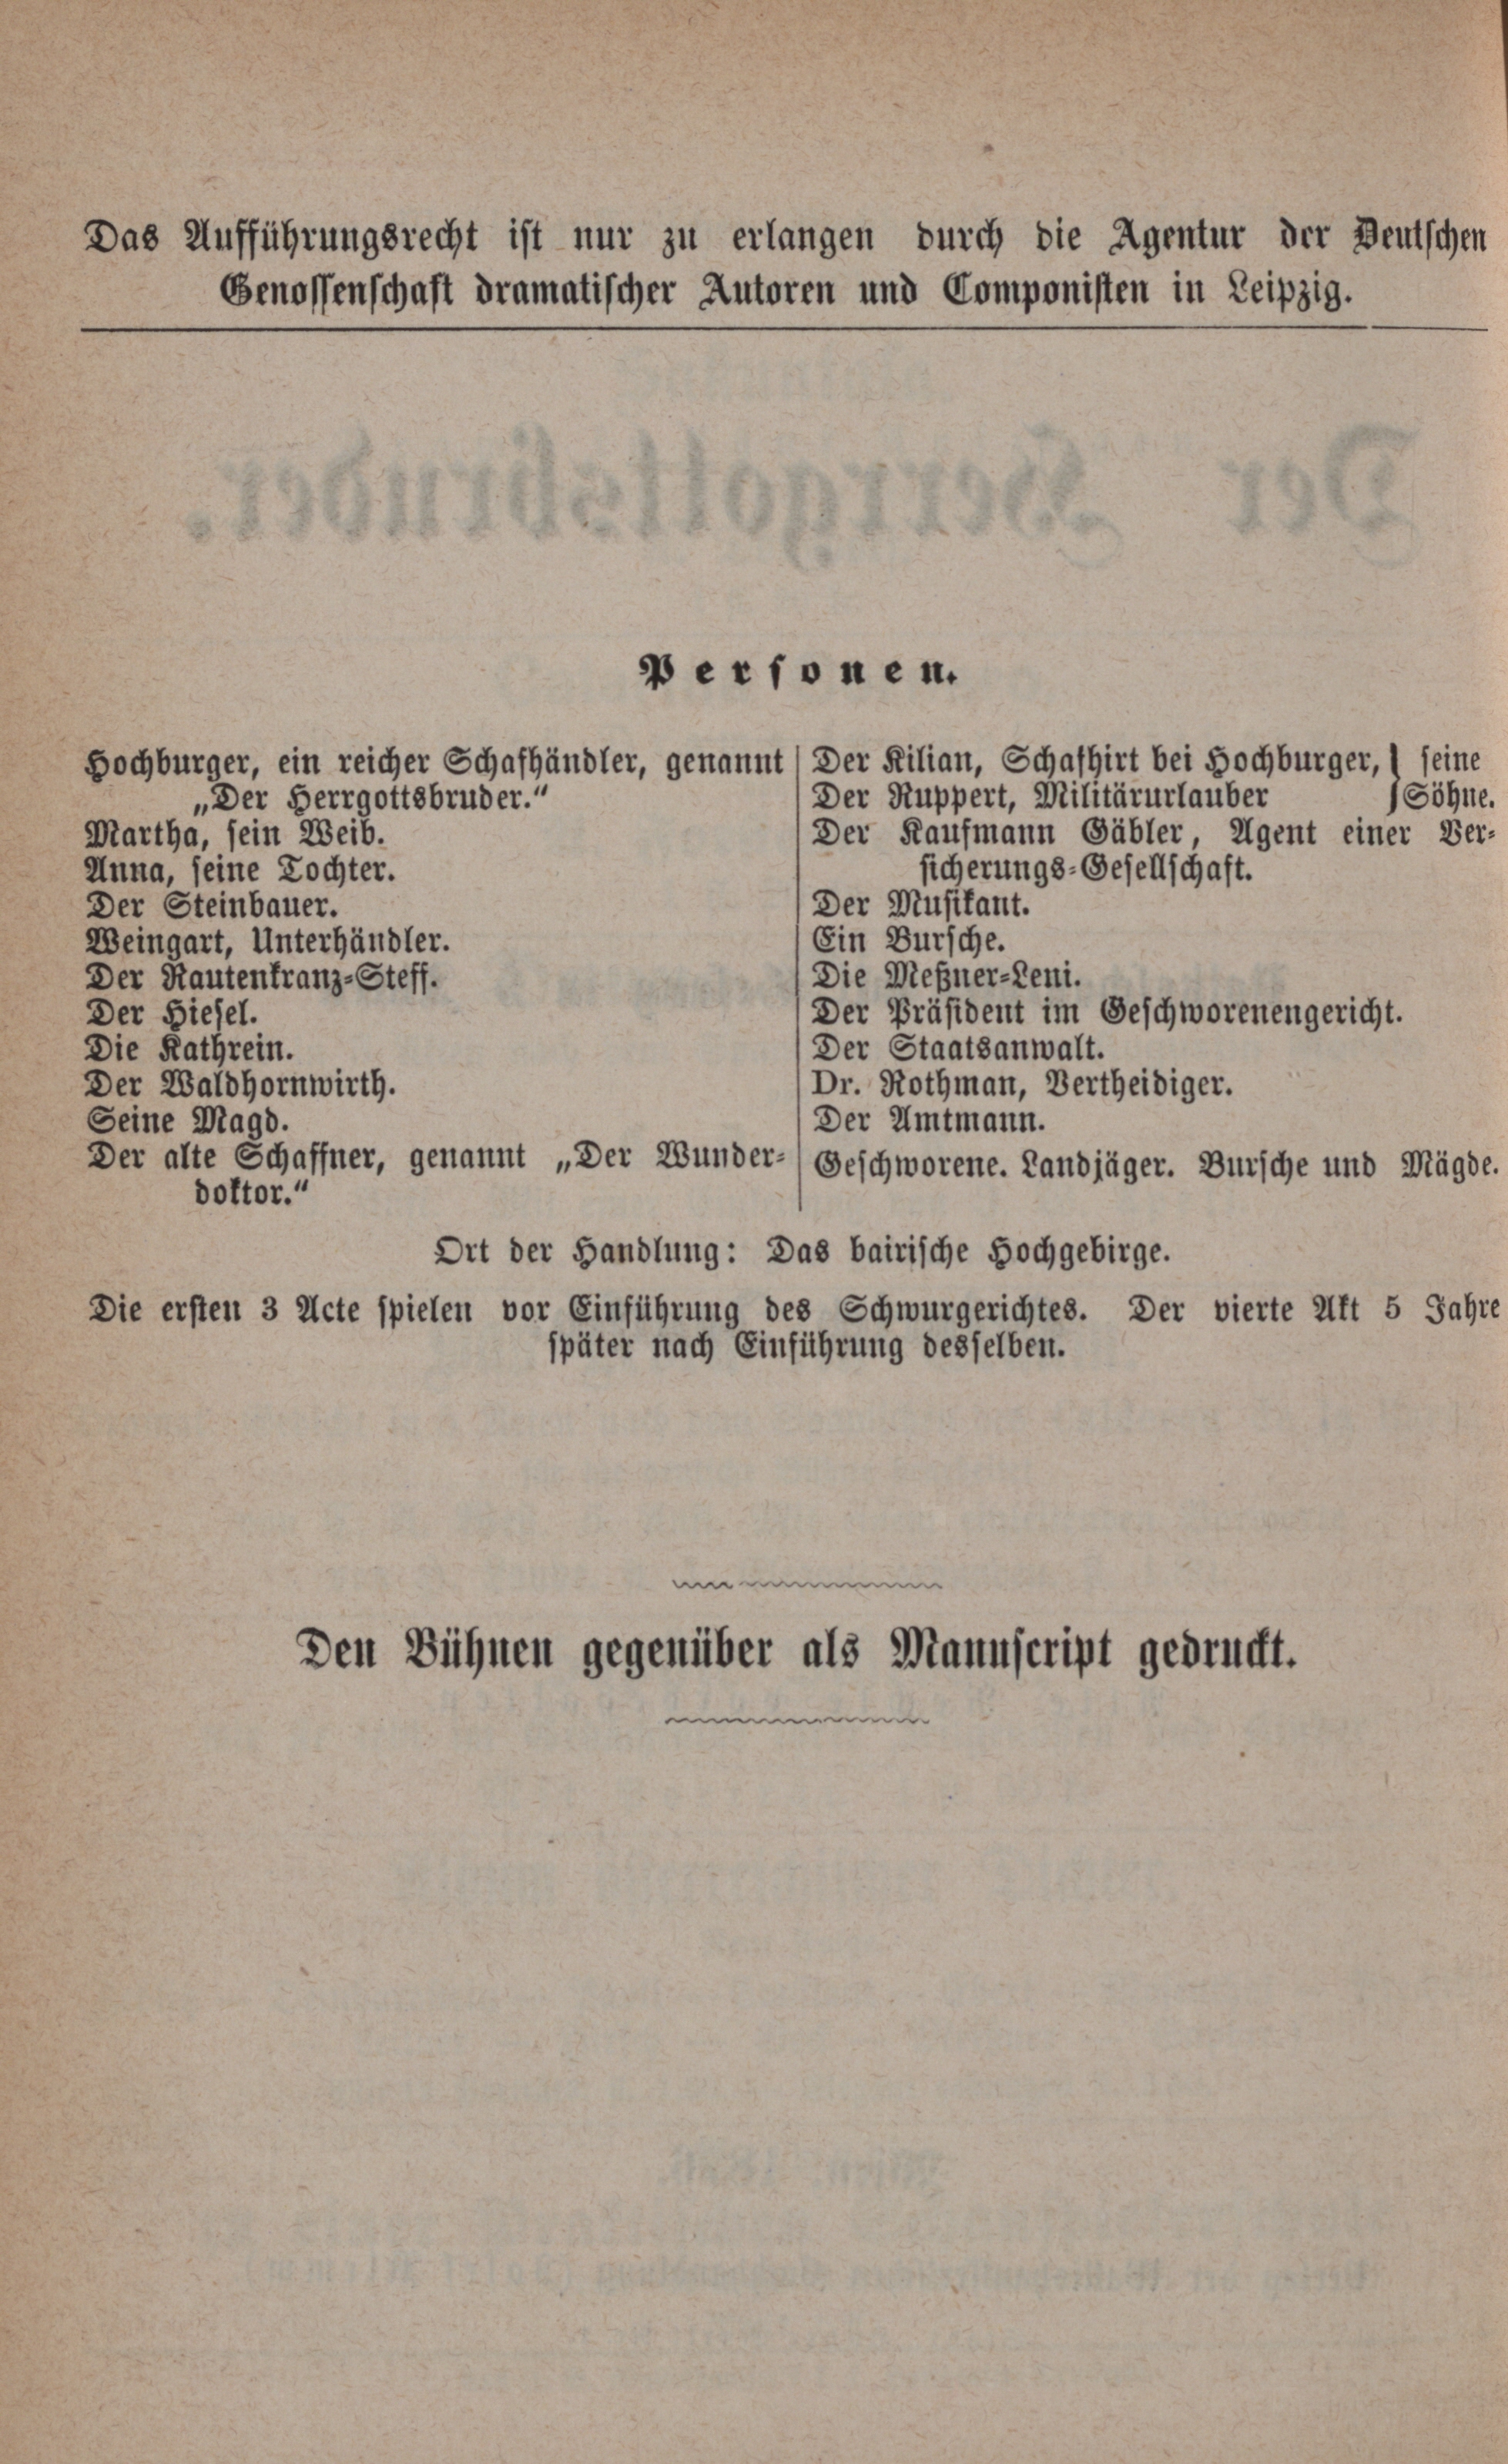 Das Aufführungsrecht ist nur zu erlangen durch die Agentur der Deutschen
Genossenschaft dramatischer Autoren und Componisten in Leipzig.
Personen.
Hochburger, ein reicher Schafhändler, genannt
„Der Herrgottsbruder.“
Martha, sein Weib.
Anna, seine Tochter.
Der Steinbauer.
Weingart, Unterhändler.
Der Rautenkranz-Steff.
Der Hiesel.
Die Kathrein.
Der Waldhornwirth.
Seine Magd.
Der alte Schaffner, genannt „Der Wunder-
doktor.“
Der Kilian, Schafhirt bei Hochburger, } seine
Der Ruppert, Militärurlauber } Söhne.
Der Kaufmann Gäbler, Agent einer Ver-
sicherungs-Gesellschaft.
Der Musikant.
Ein Bursche.
Die Meßner-Leni.
Der Präsident im Geschworenengericht.
Der Staatsanwalt.
Dr. Rothman, Vertheidiger.
Der Amtmann.
Geschworene. Landjäger. Bursche und Mägde.
Ort der Handlung: Das bairische Hochgebirge.
Die ersten 3 Acte spielen vor Einführung des Schwurgerichtes. Der vierte Akt 5 Jahre
später nach Einführung desselben.
Den Bühnen gegenüber als Manuscript gedruckt.